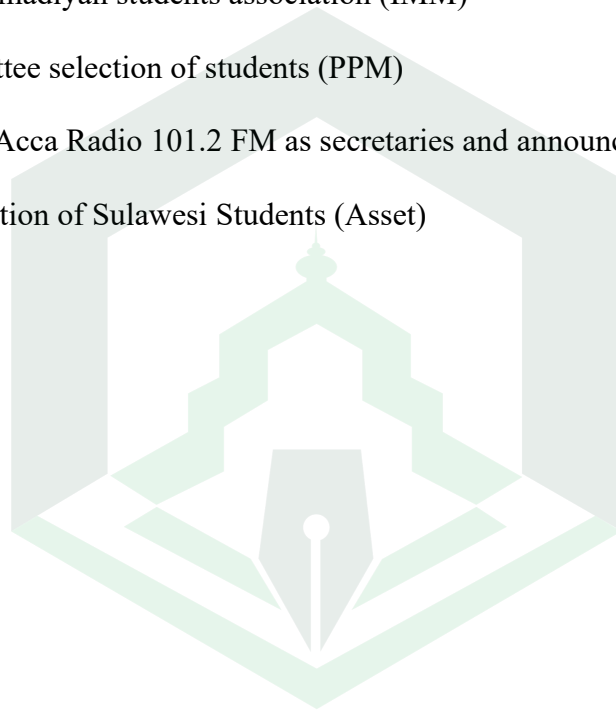 madiyah students association (IMM)
ttee selection of students (PPM)
Acca Radio 101.2 FM as secretaries and announ
tion of Sulawesi Students (Asset)